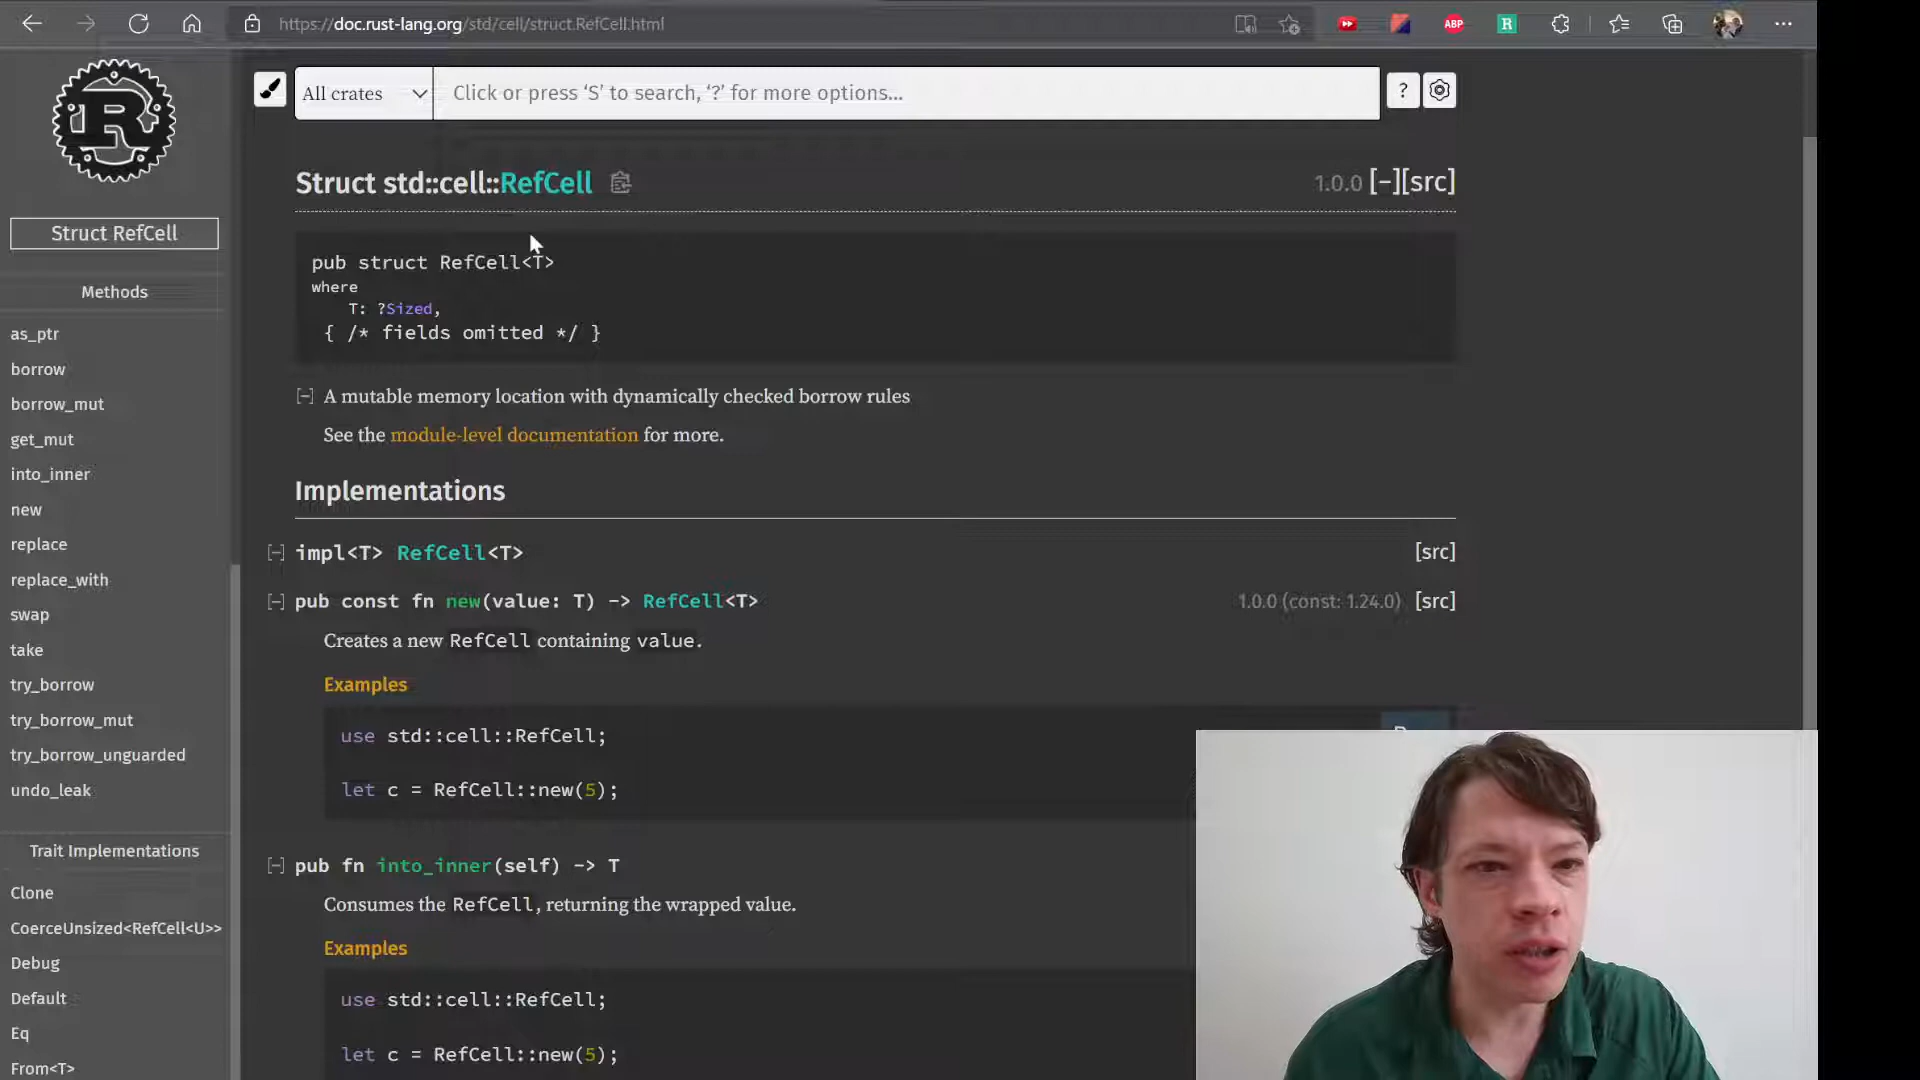 https://doc.rust-lang.org/std/cell/struct.RefCell.html
ABP
R
R
All crates
Click or press ‘S’ to search, ‘?’ for more options…
?
Struct RefCell
Methods
as_ptr
borrow
borrow_mut
get_mut
into_inner
new
replace
replace_with
swap
take
try_borrow
try_borrow_mut
try_borrow_unguarded
undo_leak
Trait Implementations
Clone
CoerceUnsized<RefCell<U>>
Debug
Default
Eq
From<T>
Struct std::cell::RefCell
1.0.0 [−][src]
pub struct RefCell<T>
where
T: ?Sized,
{ /* fields omitted */ }
[−] A mutable memory location with dynamically checked borrow rules
See the module-level documentation for more.
Implementations
[−] impl<T> RefCell<T>
[src]
[−] pub const fn new(value: T) -> RefCell<T>
1.0.0 (const: 1.24.0) [src]
Creates a new RefCell containing value.
Examples
use std::cell::RefCell;
let c = RefCell::new(5);
[−] pub fn into_inner(self) -> T
Consumes the RefCell, returning the wrapped value.
Examples
use std::cell::RefCell;
let c = RefCell::new(5);